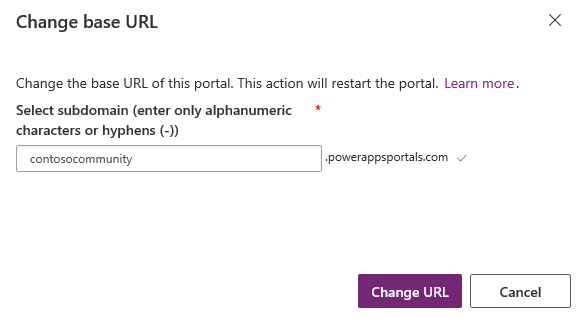 Change base URL
Change the base URL of this portal. This action will restart the portal. Learn more.
Select subdomain (enter only alphanumeric *
characters or hyphens (-))
contosocommunity .powerappsportals.com
Change URL Cancel